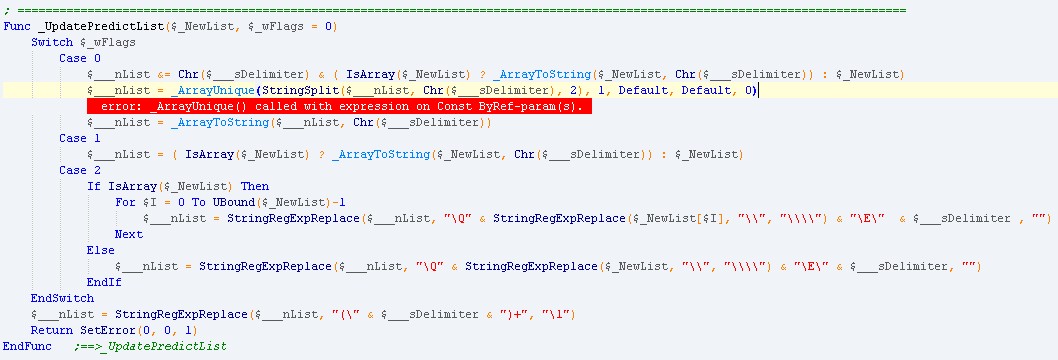 ; ================================================================================================================================
Func _UpdatePredictList($_NewList, $_wFlags = 0)
    Switch $_wFlags
        Case 0
            $___nList &= Chr($___sDelimiter) & ( IsArray($_NewList) ? _ArrayToString($_NewList, Chr($___sDelimiter)) : $_NewList)
            $___nList = _ArrayUnique(StringSplit($___nList, Chr($___sDelimiter), 2), 1, Default, Default, 0)
              error: _ArrayUnique() called with expression on Const ByRef-param(s).
            $___nList = _ArrayToString($___nList, Chr($___sDelimiter))
        Case 1
            $___nList = ( IsArray($_NewList) ? _ArrayToString($_NewList, Chr($___sDelimiter)) : $_NewList)
        Case 2
            If IsArray($_NewList) Then
                For $I = 0 To UBound($_NewList)-1
                    $___nList = StringRegExpReplace($___nList, "\Q" & StringRegExpReplace($_NewList[$I], "\\", "\\\\") & "\E\"  & $___sDelimiter , "")
                Next
            Else
                $___nList = StringRegExpReplace($___nList, "\Q" & StringRegExpReplace($_NewList, "\\", "\\\\") & "\E\" & $___sDelimiter, "")
            EndIf
    EndSwitch
    $___nList = StringRegExpReplace($___nList, "(\" & $___sDelimiter & ")+", "\1")
    Return SetError(0, 0, 1)
EndFunc   ;==>_UpdatePredictList